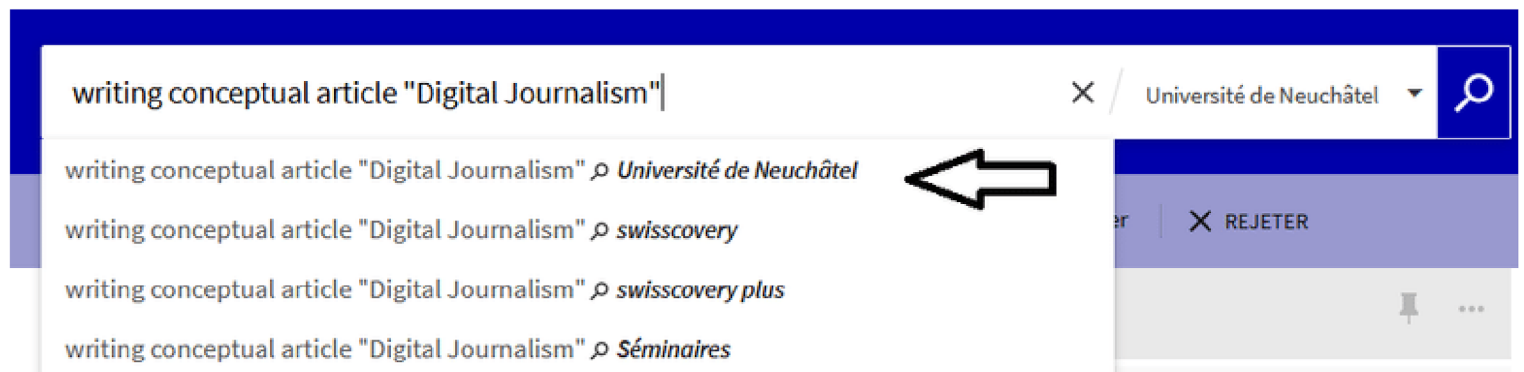 writing conceptual article "Digital Journalism" Université de Neuchâtel
writing conceptual article "Digital Journalism" Université de Neuchâtel
writing conceptual article "Digital Journalism" swisscovery
er REJETER
writing conceptual article "Digital Journalism" swisscovery plus
writing conceptual article "Digital Journalism" Séminaires